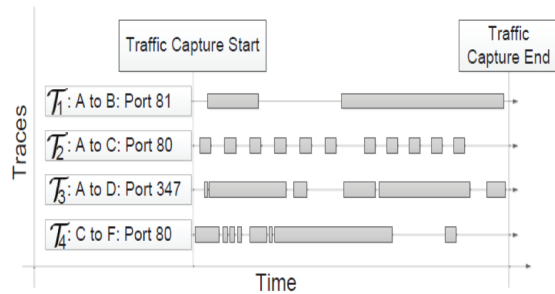 Traffic Capture Start
Traffic
Capture End
Traces
𝒯1: A to B: Port 81
𝒯2: A to C: Port 80
𝒯3: A to D: Port 347
𝒯4: C to F: Port 80
Time